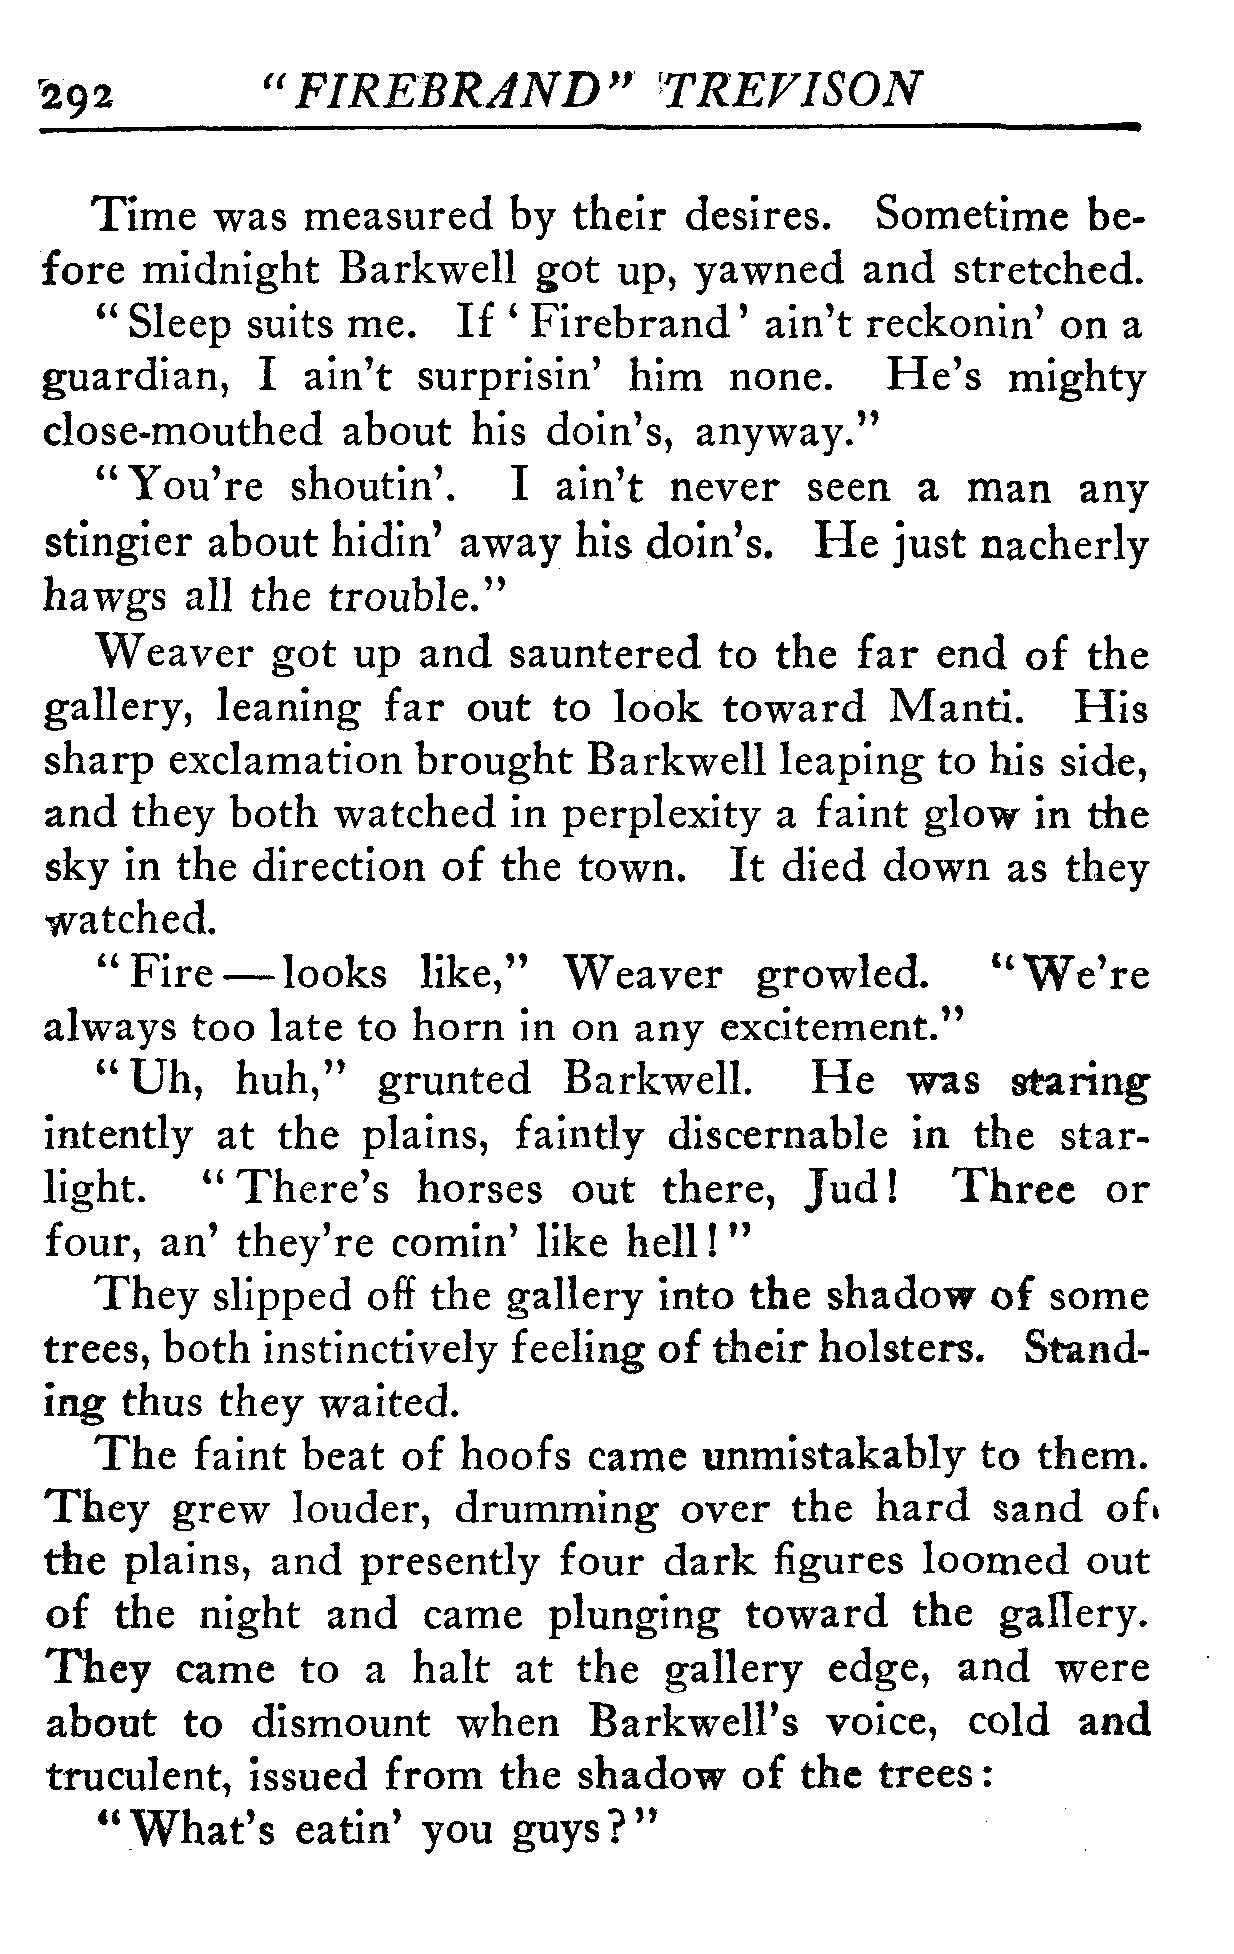 292 "FIREBRAND" TREVISON
Time was measured by their desires. Sometime be-
fore midnight Barkwell got up, yawned and stretched.
"Sleep suits me. If 'Firebrand' ain't reckonin' on a
guardian, I ain't surprisin' him none. He's mighty
close-mouthed about his doin's, anyway."
"You're shoutin'. I ain't never seen a man any
stingier about hidin' away his doin's. He just nacherly
hawgs all the trouble."
Weaver got up and sauntered to the far end of the
gallery, leaning far out to look toward Manti. His
sharp exclamation brought Barkwell leaping to his side,
and they both watched in perplexity a faint glow in the
sky in the direction of the town. It died down as they
watched.
"Fire—looks like," Weaver growled. "We're
always too late to horn in on any excitement."
"Uh, huh," grunted Barkwell. He was staring
intently at the plains, faintly discernable in the star-
light. "There's horses out there, Jud! Three or
four, an' they're comin' like hell!"
They slipped off the gallery into the shadow of some
trees, both instinctively feeling of their holsters. Stand-
ing thus they waited.
The faint beat of hoofs came unmistakably to them.
They grew louder, drumming over the hard sand of
the plains, and presently four dark figures loomed out
of the night and came plunging toward the gallery.
They came to a halt at the gallery edge, and were
about to dismount when Barkwell's voice, cold and
truculent, issued from the shadow of the trees:
"What's eatin' you guys?"